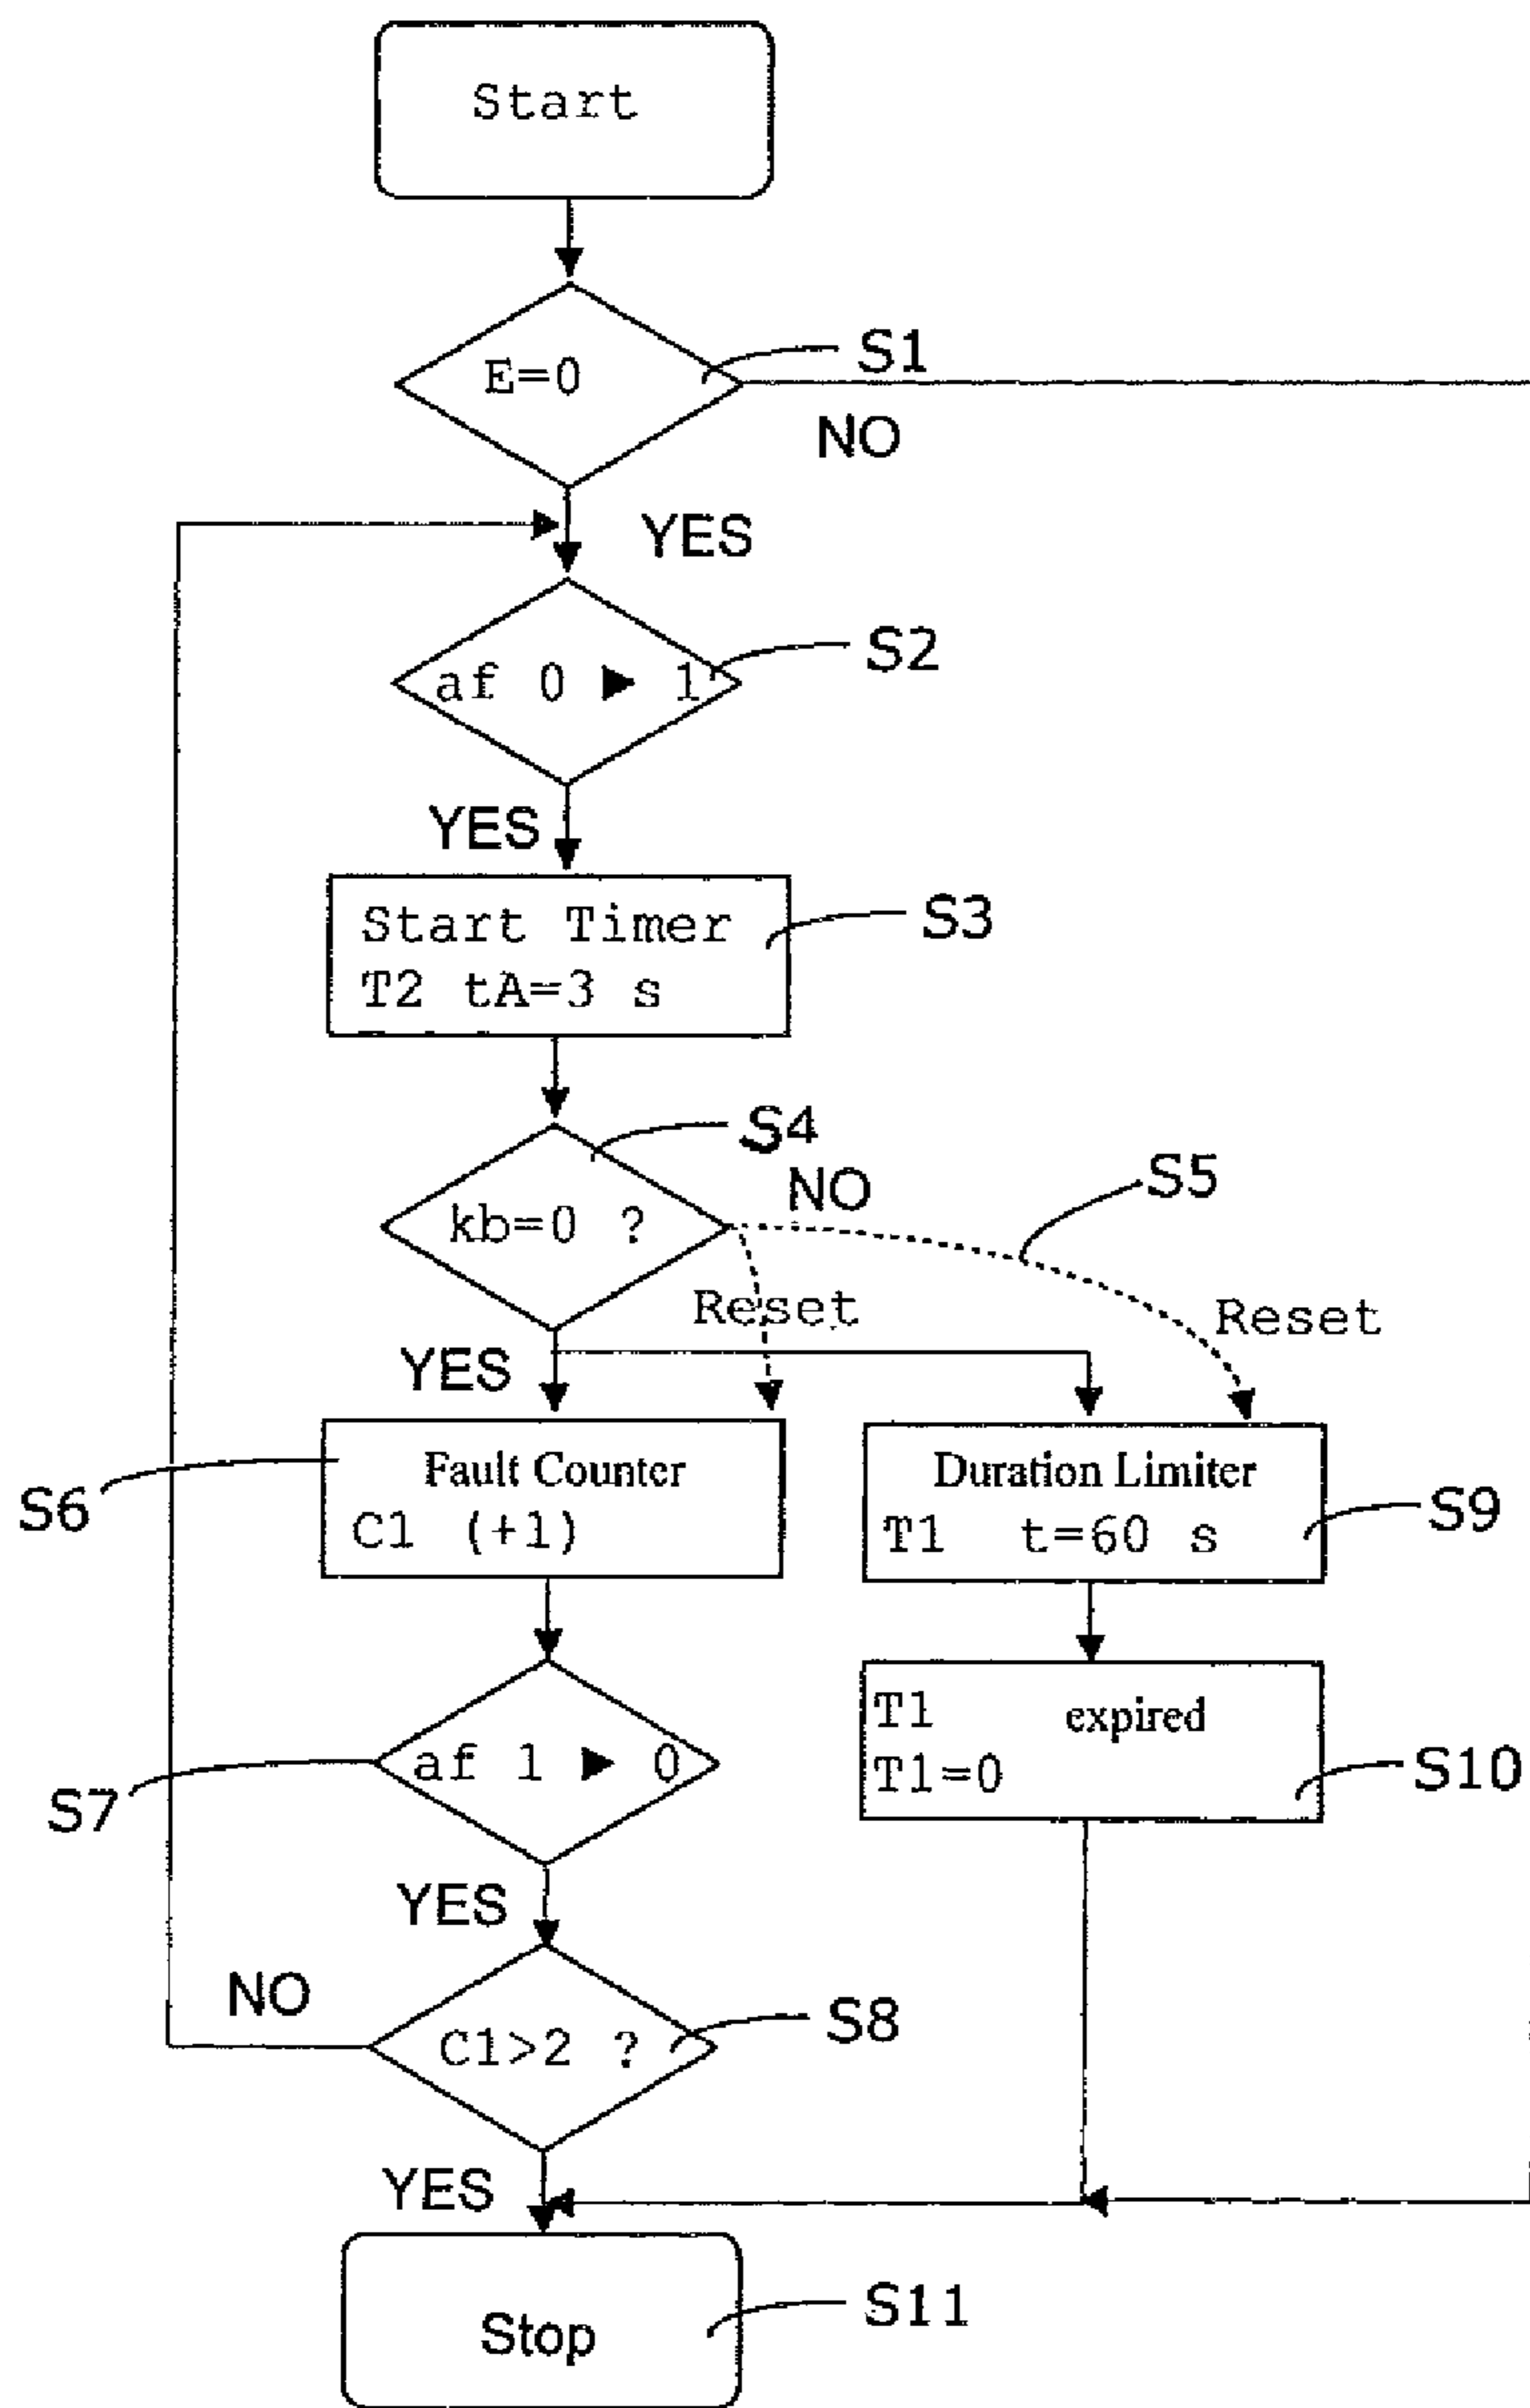 Start
E=0
S1
NO
YES
af 0 ▶ 1
S2
YES
Start Timer
T2 tA=3 s
S3
S4
kb=0 ?
NO
S5
Reset
Reset
YES
Fault Counter
C1 (+1)
S6
Duration Limiter
T1 t=60 s
S9
af 1 ▶ 0
S7
T1 expired
T1=0
S10
YES
NO
C1>2 ?
S8
YES
Stop
S11